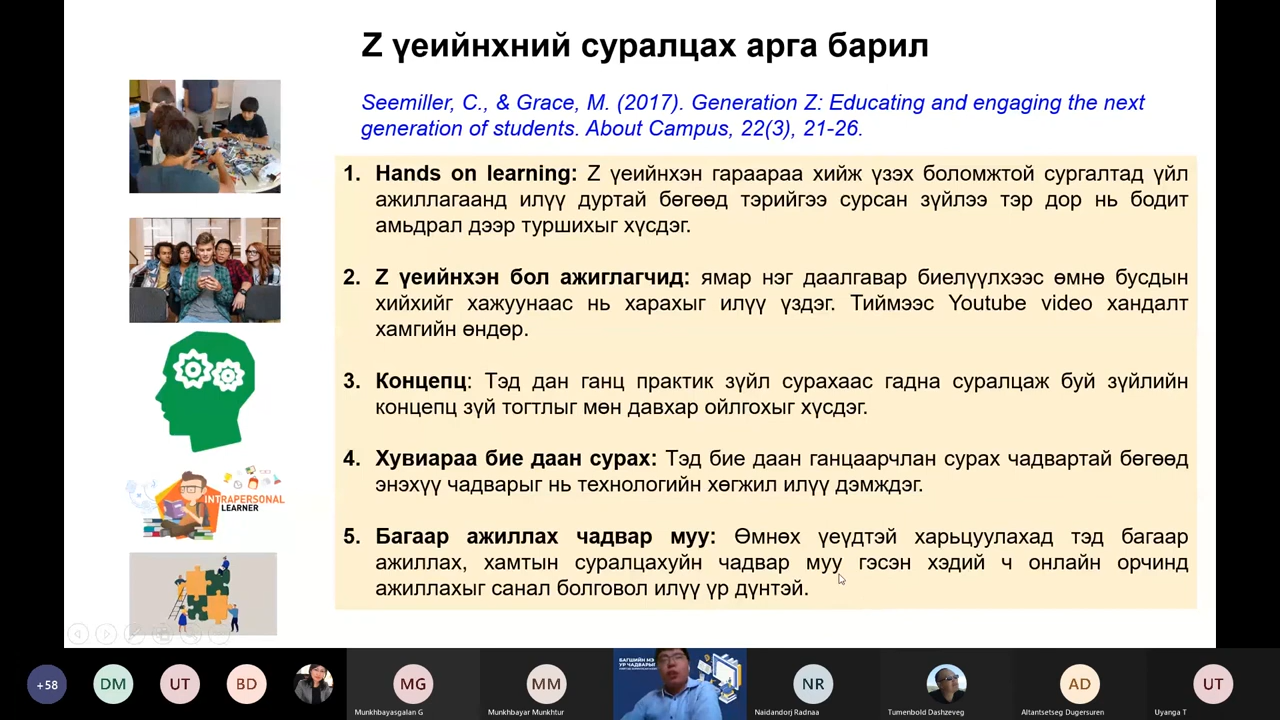 Z үеийнхний суралцах арга барил
Seemiller, C., & Grace, M. (2017). Generation Z: Educating and engaging the next
generation of students. About Campus, 22(3), 21-26.
1. Hands on learning: Z үеийнхэн гараараа хийж үзэх боломжтой сургалтад үйл
ажиллагаанд илүү дуртай бөгөөд тэрийгээ сурсан зүйлээ тэр дор нь бодит
амьдрал дээр туршихыг хүсдэг.
2. Z үеийнхэн бол ажиглагчид: ямар нэг даалгавар биелүүлхээс өмнө бусдын
хийхийг хажуунаас нь харахыг илүү үздэг. Тиймээс Youtube video хандалт
хамгийн өндөр.
3. Концепц: Тэд дан ганц практик зүйл сурахаас гадна суралцаж буй зүйлийн
концепц зүй тогтлыг мөн давхар ойлгохыг хүсдэг.
4. Хувиараа бие даан сурах: Тэд бие даан ганцаарчлан сурах чадвартай бөгөөд
энэхүү чадварыг нь технологийн хөгжил илүү дэмждэг.
INTRAPERSONAL
LEARNER
5. Багаар ажиллах чадвар муу: Өмнөх үеүдтэй харьцуулахад тэд багаар
ажиллах, хамтын суралцахуйн чадвар муу гэсэн хэдий ч онлайн орчинд
ажиллахыг санал болговол илүү үр дүнтэй.
+58
DM
UT
BD
MG
Munkhbayasgalan G
MM
Munkhbayar Munkhtur
NR
Naidandorj Radnaa
Tumenbold Dashzeveg
AD
Altantsetseg Dugersuren
UT
Uyanga T